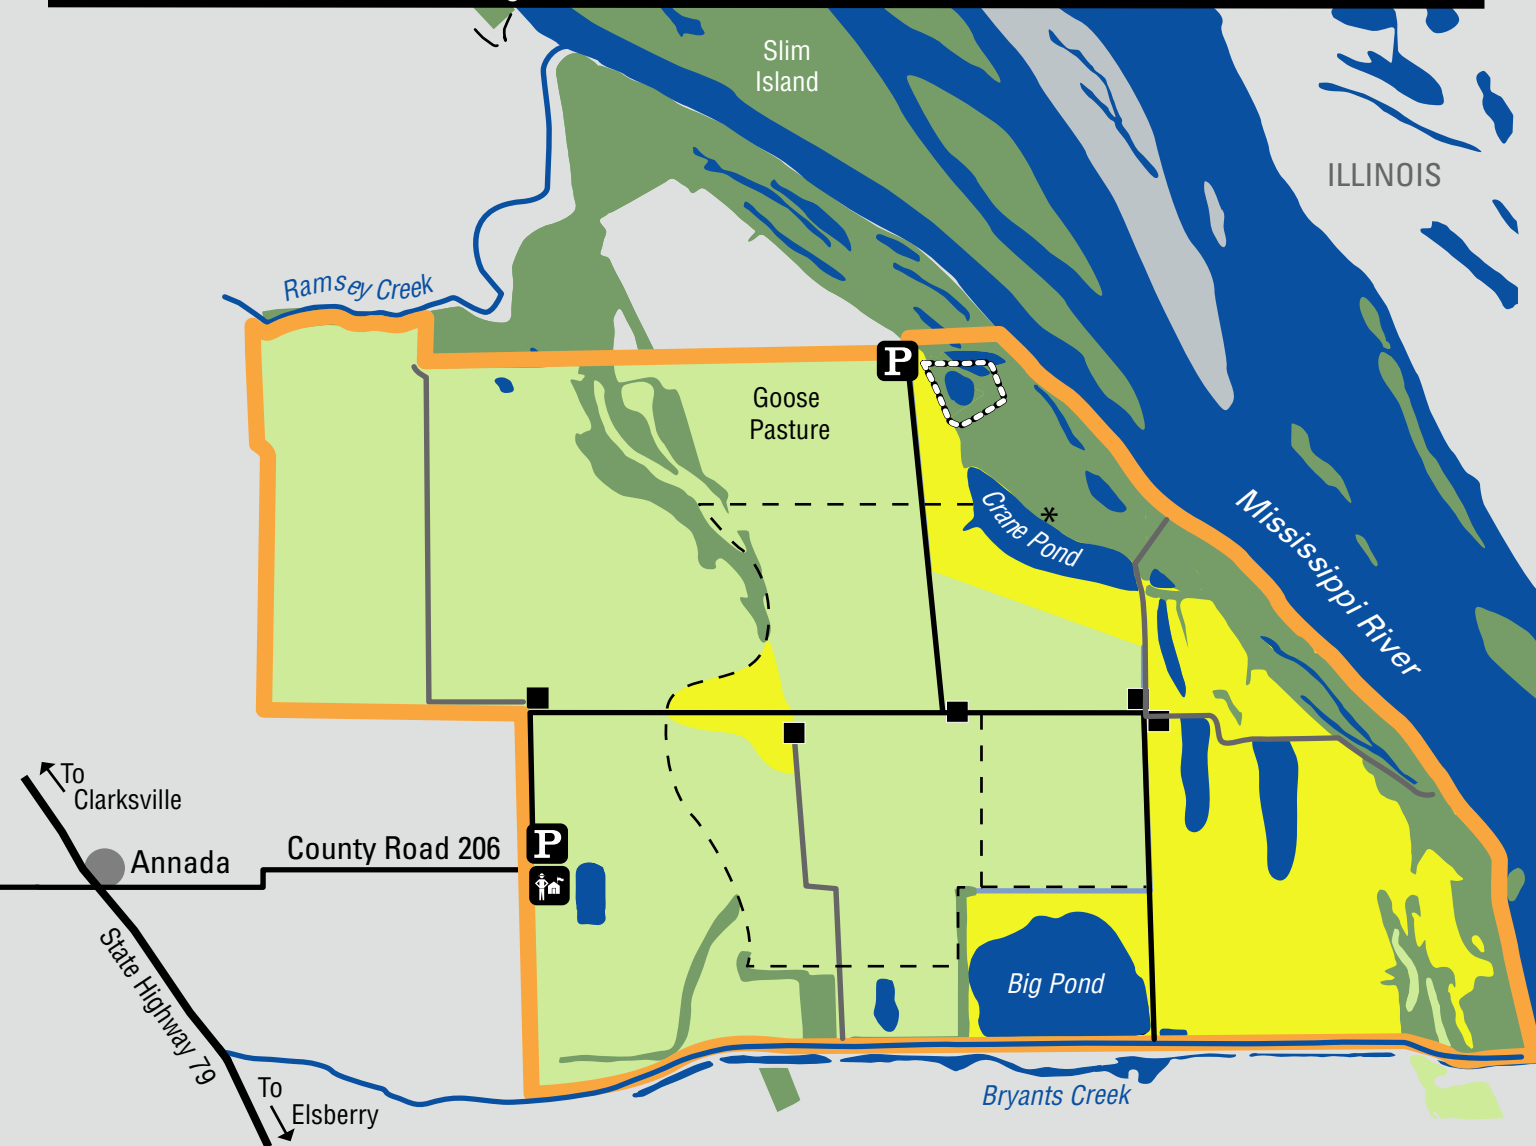 Slim
Island
ILLINOIS
Ramsey Creek
P
Goose
Pasture
Crane Pond
*
Mississippi River
To
Clarksville
Annada
County Road 206
P
State Highway 79
Big Pond
To
Elsberry
Bryants Creek